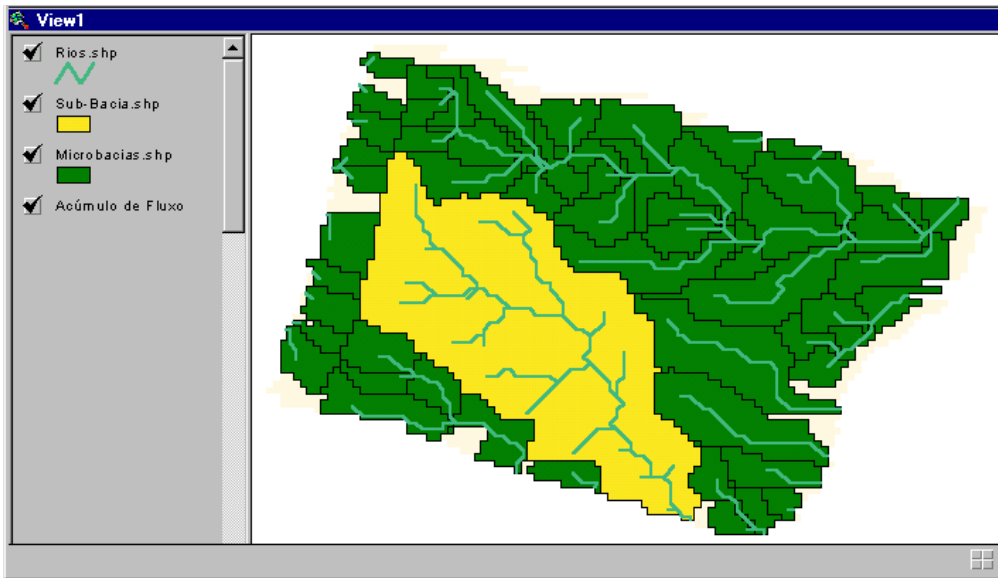 View1
Rios.shp
Sub-Bacia.shp
Microbacias.shp
Acúmulo de Fluxo